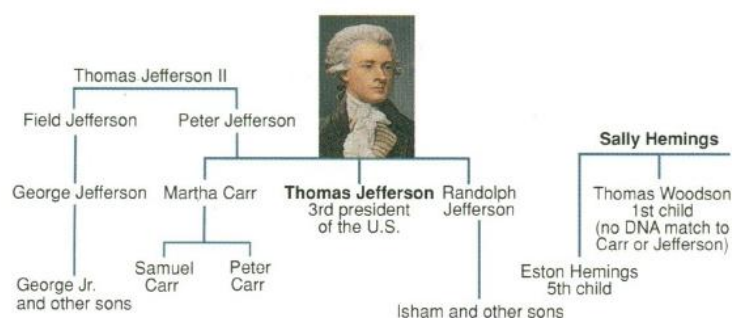 Thomas Jefferson II
Field Jefferson
Peter Jefferson
Sally Hemings
George Jefferson
Martha Carr
Thomas Jefferson
3rd president
of the U.S.
Randolph
Jefferson
Thomas Woodson
1st child
(no DNA match to
Carr or Jefferson)
Samuel
Carr
Peter
Carr
George Jr.
and other sons
Eston Hemings
5th child
Isham and other sons